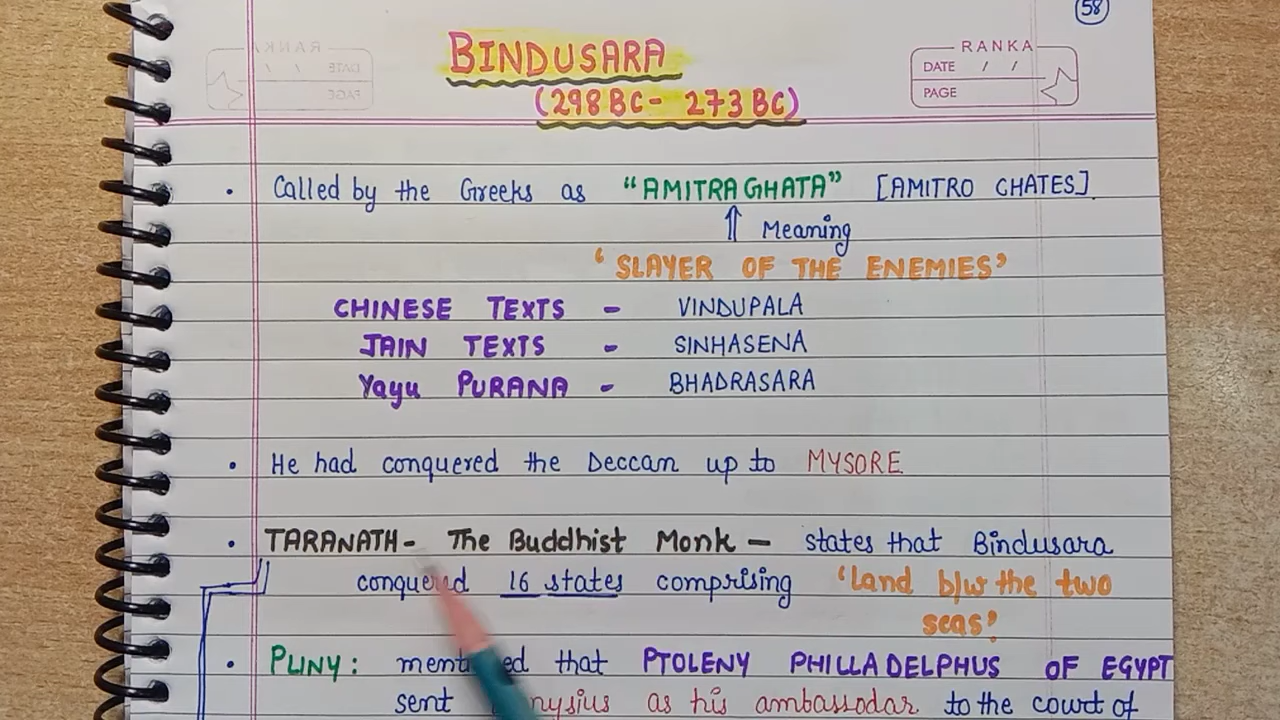 58
BINDUSARA
(298 BC - 273 BC)
RANKA
DATE / /
PAGE
• Called by the Greeks as "AMITRAGHATA" [AMITRO CHATES]
⇑ Meaning
'SLAYER OF THE ENEMIES'
CHINESE TEXTS - VINDUPALA
JAIN TEXTS - SINHASENA
Yayu PURANA - BHADRASARA
• He had conquered the Deccan up to MYSORE
• TARANATH - The Buddhist Monk - states that Bindusara
conquered 16 states comprising 'land b/w the two
seas'
• PLINY: mentioned that PTOLENY PHILLADELPHUS OF EGYPT
sent as his ambassodar to the court of